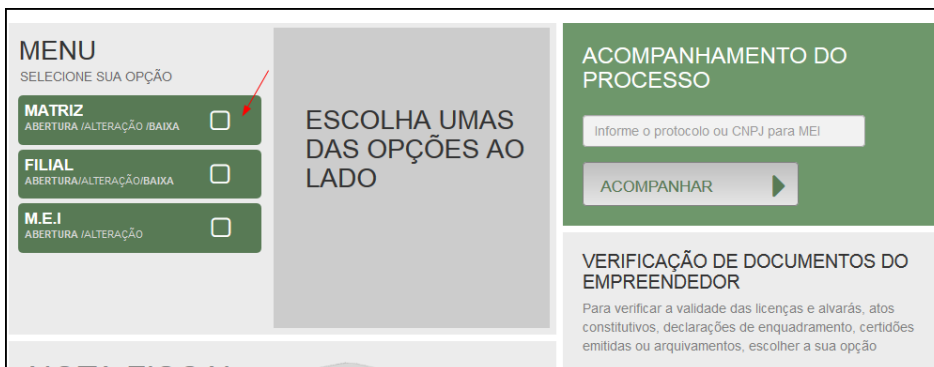 MENU
SELECIONE SUA OPÇÃO
MATRIZ
ABERTURA /ALTERAÇÃO /BAIXA
FILIAL
ABERTURA/ALTERAÇÃO/BAIXA
M.E.I
ABERTURA /ALTERAÇÃO
ESCOLHA UMAS
DAS OPÇÕES AO
LADO
ACOMPANHAMENTO DO
PROCESSO
Informe o protocolo ou CNPJ para MEI
ACOMPANHAR
VERIFICAÇÃO DE DOCUMENTOS DO
EMPREENDEDOR
Para verificar a validade das licenças e alvarás, atos
constitutivos, declarações de enquadramento, certidões
emitidas ou arquivamentos, escolher a sua opção